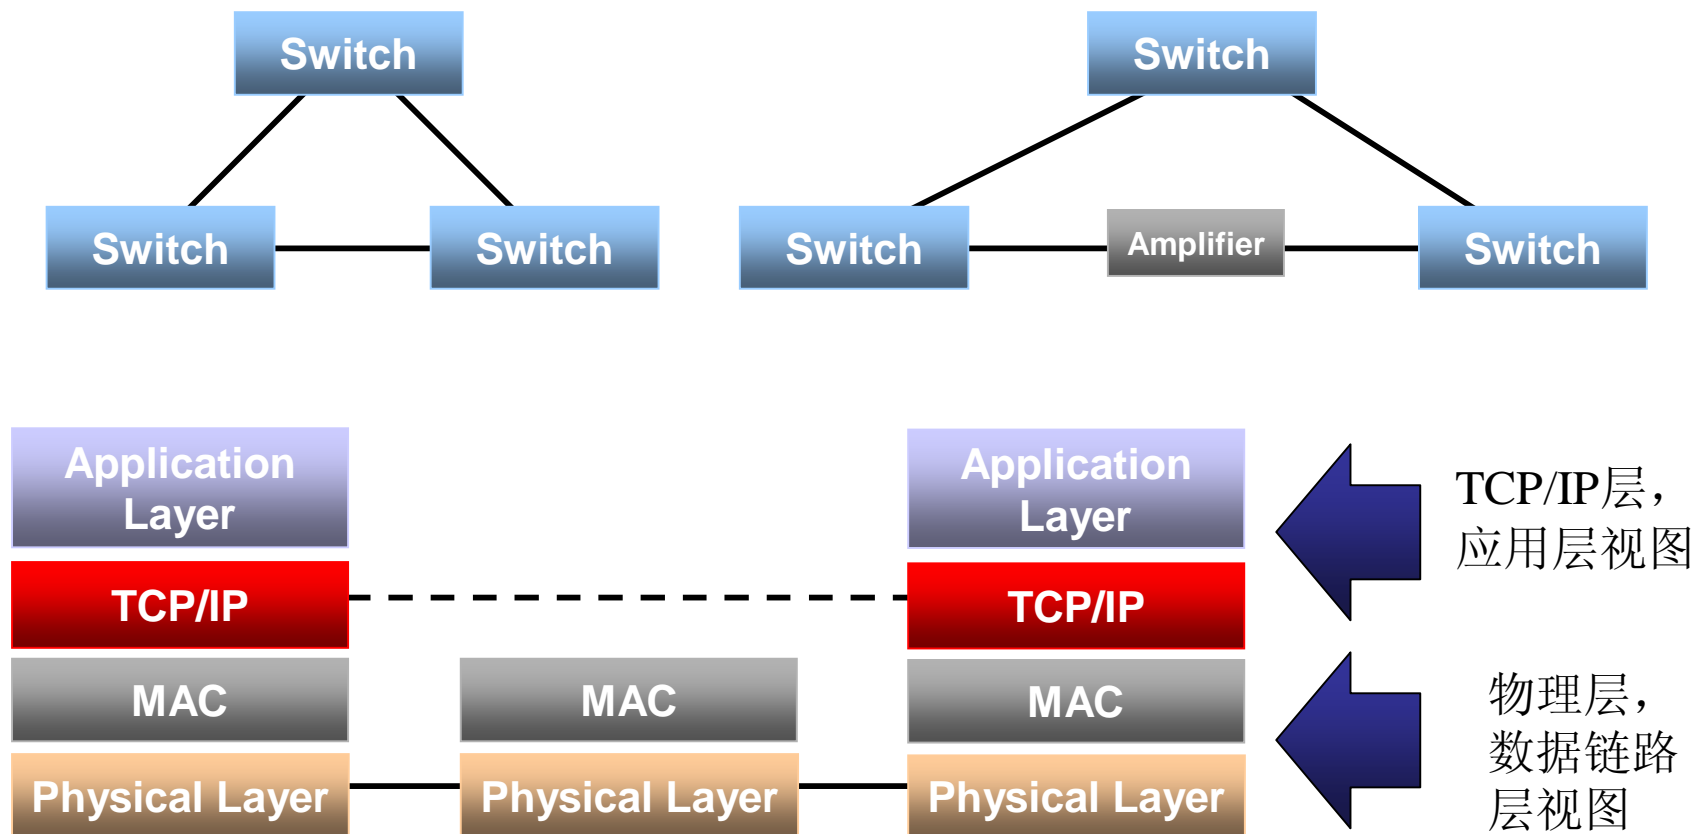 Switch
Switch
Switch
Switch
Switch
Amplifier
Switch
Application
Layer
TCP/IP
MAC
Physical Layer
MAC
Physical Layer
Application
Layer
TCP/IP
MAC
Physical Layer
TCP/IP层，
应用层视图
物理层，
数据链路
层视图